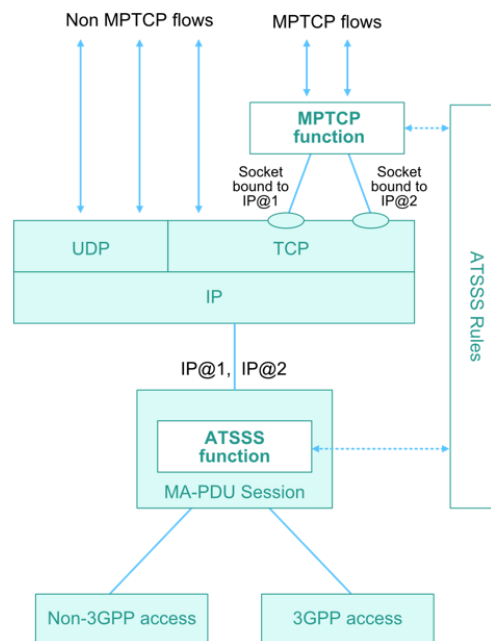 Non MPTCP flows
MPTCP flows
MPTCP
function
Socket
bound to
IP@1
Socket
bound to
IP@2
UDP
TCP
IP
ATSSS Rules
IP@1,
IP@2
ATSSS
function
MA-PDU Session
Non-3GPP access
3GPP access